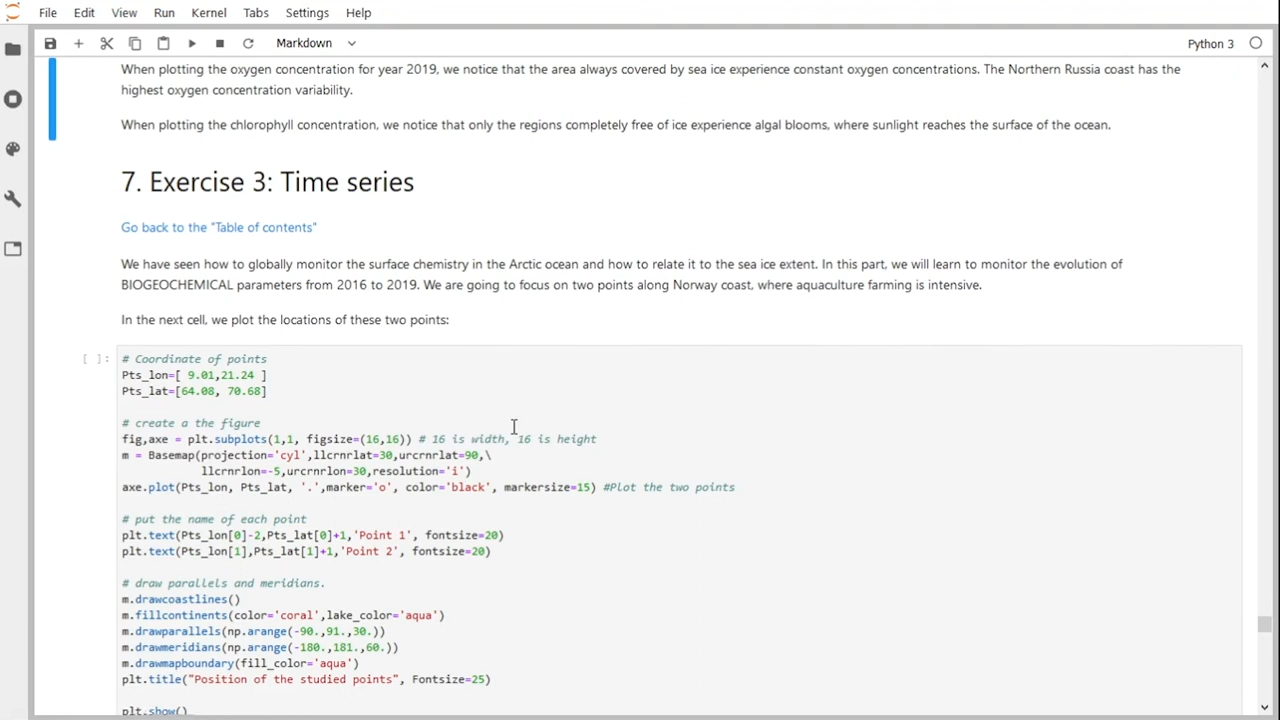 File Edit View Run Kernel Tabs Settings Help
Markdown Python 3
When plotting the oxygen concentration for year 2019, we notice that the area always covered by sea ice experience constant oxygen concentrations. The Northern Russia coast has the
highest oxygen concentration variability.
When plotting the chlorophyll concentration, we notice that only the regions completely free of ice experience algal blooms, where sunlight reaches the surface of the ocean.
7. Exercise 3: Time series
Go back to the "Table of contents"
We have seen how to globally monitor the surface chemistry in the Arctic ocean and how to relate it to the sea ice extent. In this part, we will learn to monitor the evolution of
BIOGEOCHEMICAL parameters from 2016 to 2019. We are going to focus on two points along Norway coast, where aquaculture farming is intensive.
In the next cell, we plot the locations of these two points:
[ ]: # Coordinate of points
Pts_lon=[ 9.01,21.24 ]
Pts_lat=[64.08, 70.68]
# create a the figure
fig,axe = plt.subplots(1,1, figsize=(16,16)) # 16 is width, 16 is height
m = Basemap(projection='cyl',llcrnrlat=30,urcrnrlat=90,\
llcrnrlon=-5,urcrnrlon=30,resolution='i')
axe.plot(Pts_lon, Pts_lat, '.',marker='o', color='black', markersize=15) #Plot the two points
# put the name of each point
plt.text(Pts_lon[0]-2,Pts_lat[0]+1,'Point 1', fontsize=20)
plt.text(Pts_lon[1],Pts_lat[1]+1,'Point 2', fontsize=20)
# draw parallels and meridians.
m.drawcoastlines()
m.fillcontinents(color='coral',lake_color='aqua')
m.drawparallels(np.arange(-90.,91.,30.))
m.drawmeridians(np.arange(-180.,181.,60.))
m.drawmapboundary(fill_color='aqua')
plt.title("Position of the studied points", Fontsize=25)
plt.show()